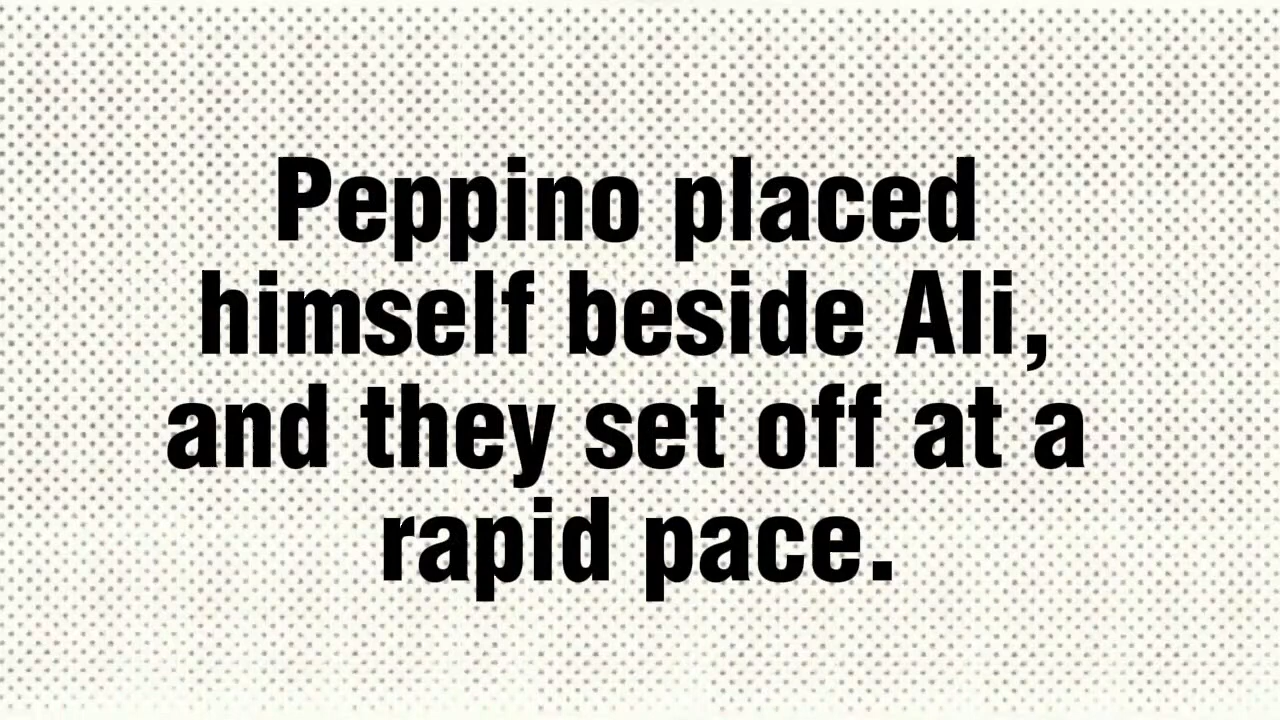 Peppino placed
himself beside Ali,
and they set off at a
rapid pace.